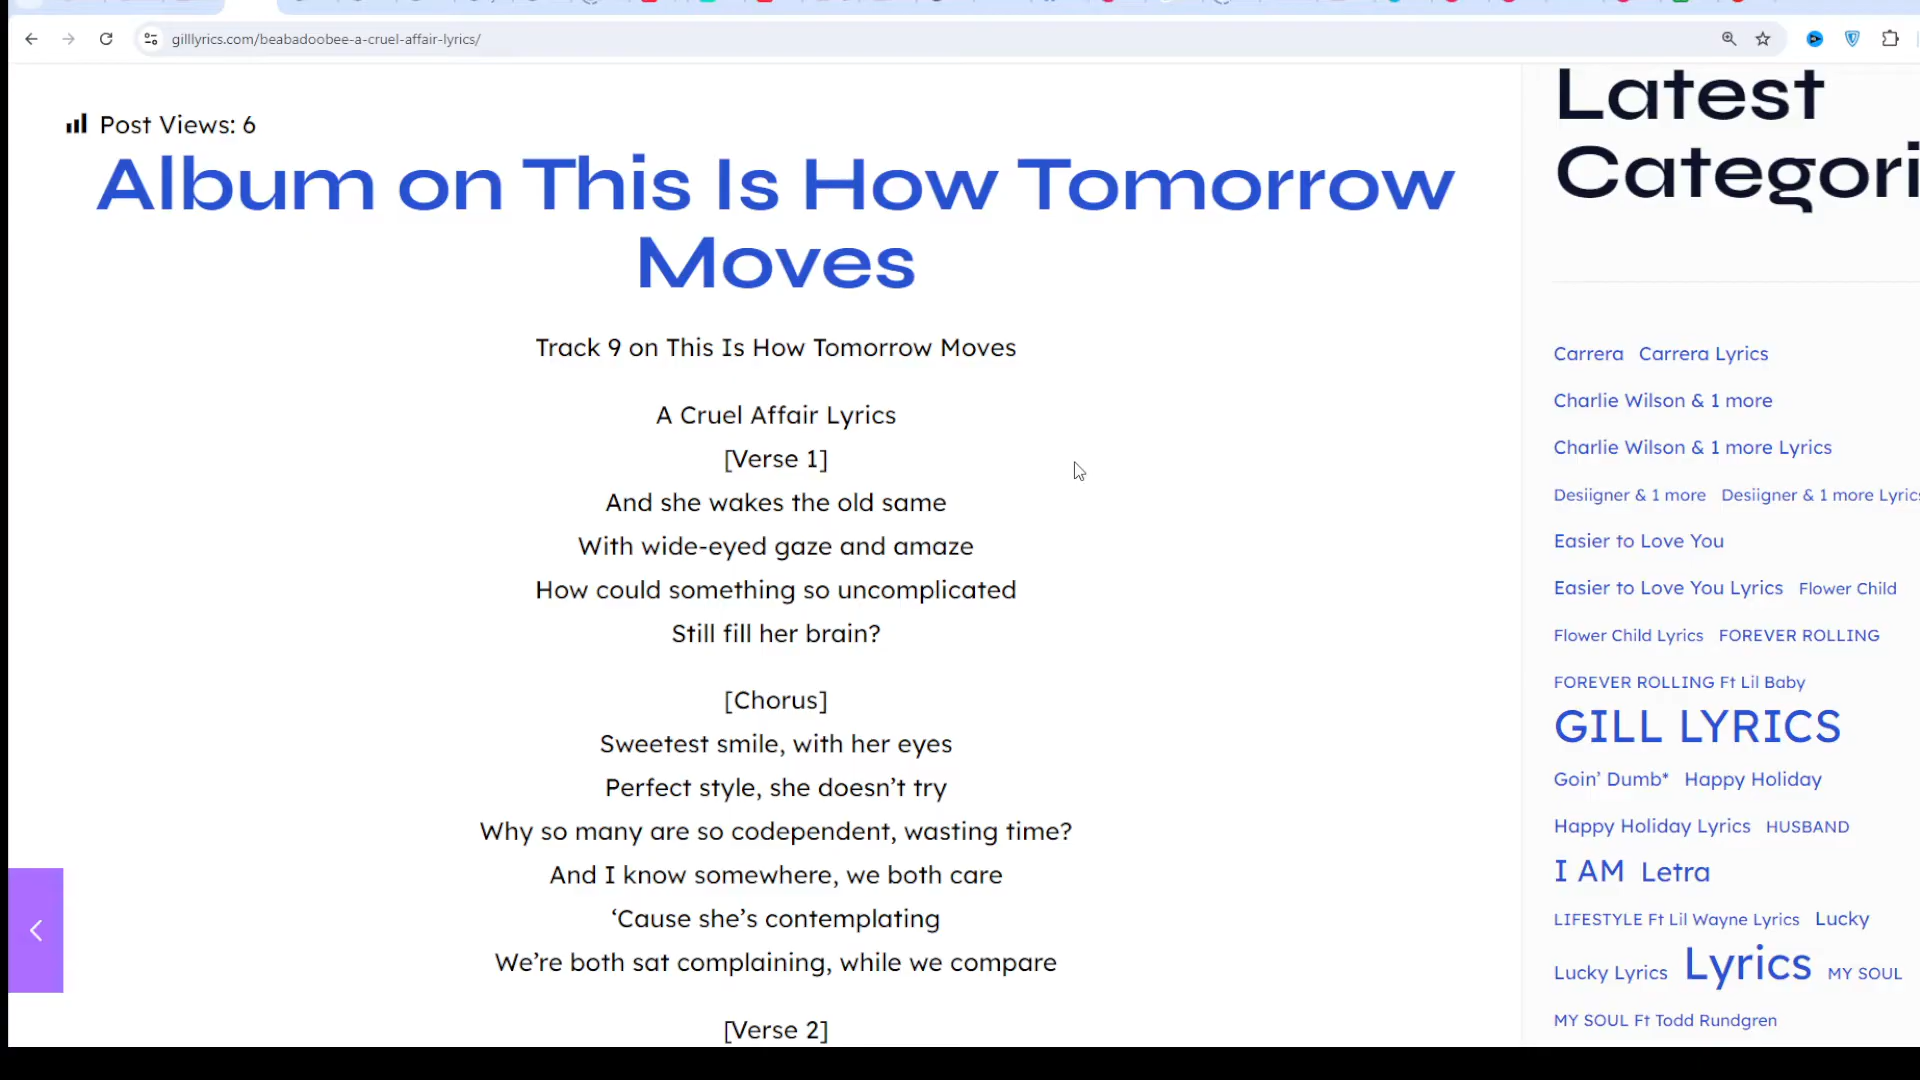 gilllyrics.com/beabadoobee-a-cruel-affair-lyrics/
Post Views: 6
Album on This Is How Tomorrow
Moves
Track 9 on This Is How Tomorrow Moves
A Cruel Affair Lyrics
[Verse 1]
And she wakes the old same
With wide-eyed gaze and amaze
How could something so uncomplicated
Still fill her brain?
[Chorus]
Sweetest smile, with her eyes
Perfect style, she doesn’t try
Why so many are so codependent, wasting time?
And I know somewhere, we both care
‘Cause she’s contemplating
We’re both sat complaining, while we compare
[Verse 2]
Latest
Categori
Carrera Carrera Lyrics
Charlie Wilson & 1 more
Charlie Wilson & 1 more Lyrics
Desiigner & 1 more Desiigner & 1 more Lyrics
Easier to Love You
Easier to Love You Lyrics Flower Child
Flower Child Lyrics FOREVER ROLLING
FOREVER ROLLING Ft Lil Baby
GILL LYRICS
Goin’ Dumb* Happy Holiday
Happy Holiday Lyrics HUSBAND
I AM Letra
LIFESTYLE Ft Lil Wayne Lyrics Lucky
Lucky Lyrics Lyrics MY SOUL
MY SOUL Ft Todd Rundgren